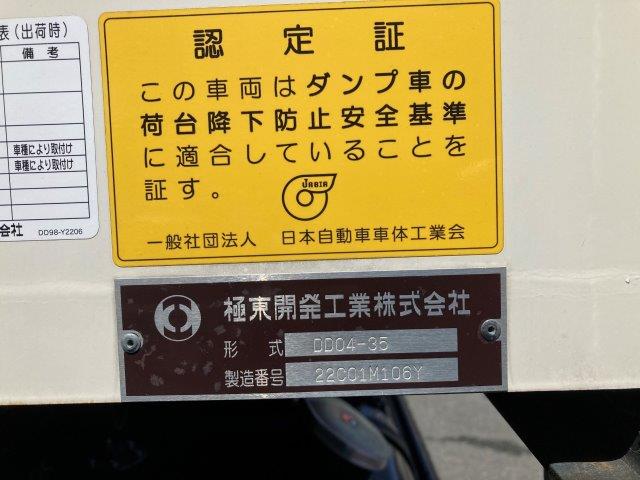 表(出荷時)
備考
車種により取付け
車種により取付け
会社 DD98-Y2206
認定証
この車両はダンプ車の
荷台降下防止安全基準
に適合していることを
証す。
JABIA
一般社団法人 日本自動車車体工業会
極東開発工業株式会社
形式 DD04-35
製造番号 22C01M106Y